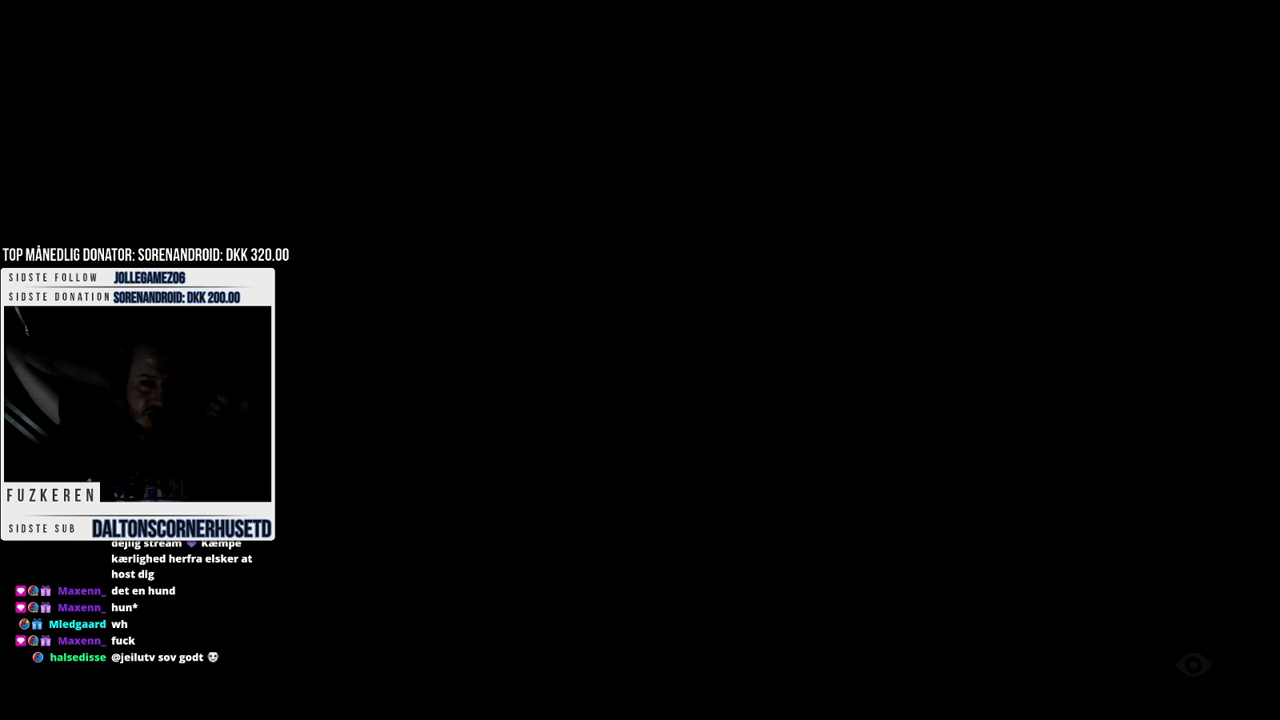 TOP MÅNEDLIG DONATOR: SORENANDROID: DKK 320.00
SIDSTE FOLLOW JOLLEGAMEZ06
SIDSTE DONATION SORENANDROID: DKK 200.00
FUZKEREN
SIDSTE SUB DALTONSCORNERHUSETD
dejlig stream 💜 Kæmpe
kærlighed herfra elsker at
host dig
Maxenn_ det en hund
Maxenn_ hun*
Mledgaard wh
Maxenn_ fuck
halsedisse @jeilutv sov godt